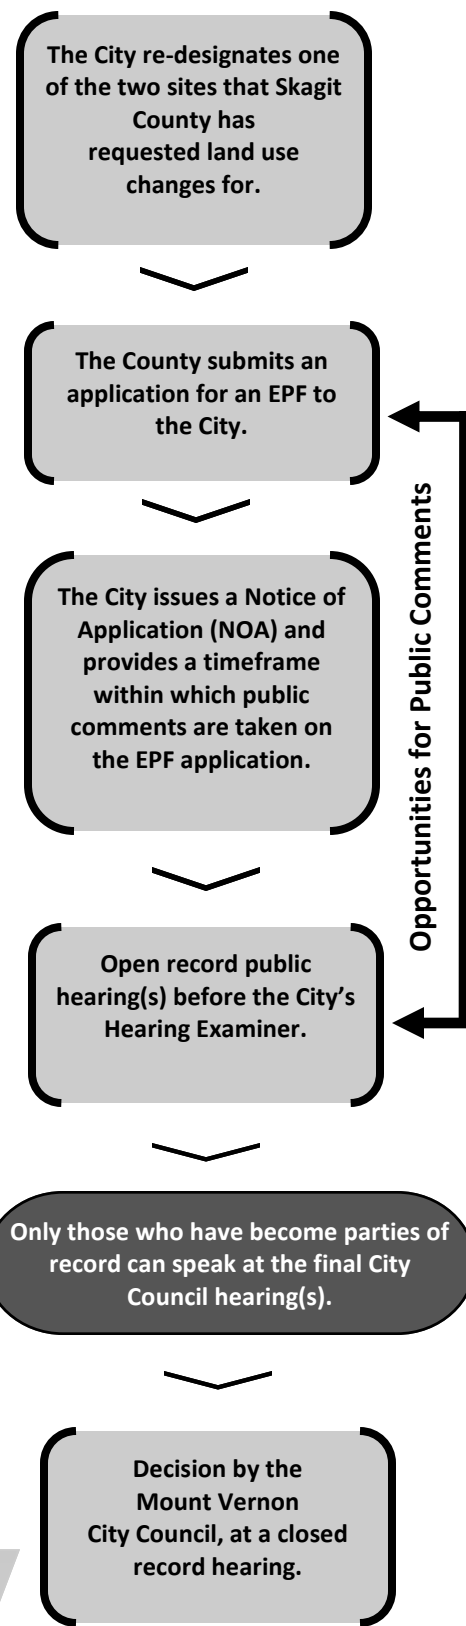 The City re-designates one
of the two sites that Skagit
County has
requested land use
changes for.
The County submits an
application for an EPF to
the City.
The City issues a Notice of
Application (NOA) and
provides a timeframe
within which public
comments are taken on
the EPF application.
Opportunities for Public Comments
Open record public
hearing(s) before the City’s
Hearing Examiner.
Only those who have become parties of
record can speak at the final City
Council hearing(s).
Decision by the
Mount Vernon
City Council, at a closed
record hearing.